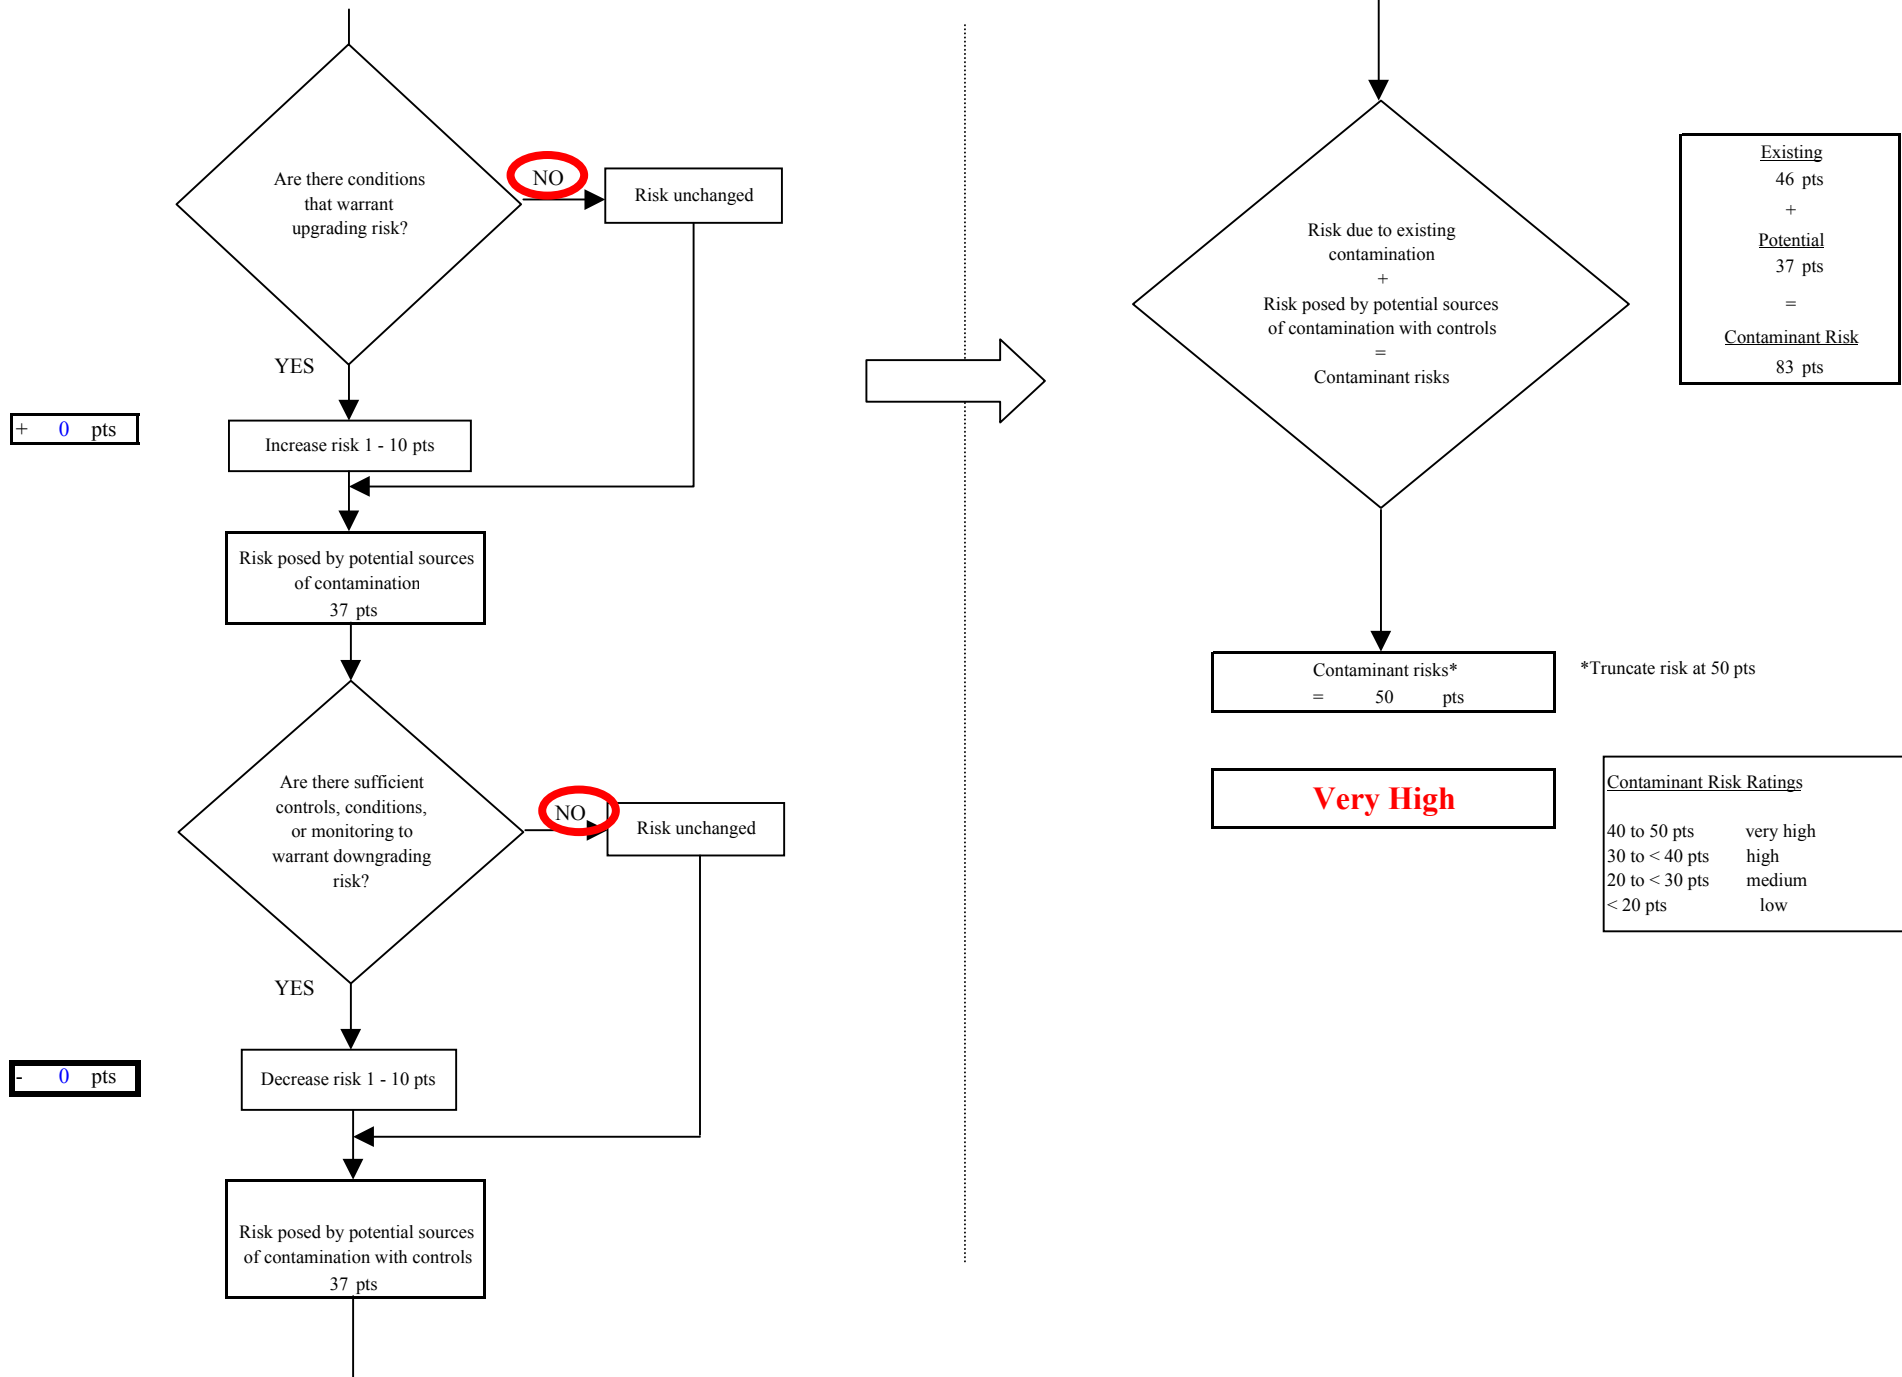 Are there conditions
that warrant
upgrading risk?
NO
Risk unchanged
YES
+ 0 pts
Increase risk 1 - 10 pts
Risk posed by potential sources
of contamination
37 pts
Are there sufficient
controls, conditions,
or monitoring to
warrant downgrading
risk?
NO
Risk unchanged
YES
- 0 pts
Decrease risk 1 - 10 pts
Risk posed by potential sources
of contamination with controls
37 pts
Risk due to existing
contamination
+
Risk posed by potential sources
of contamination with controls
=
Contaminant risks
Existing
46 pts
+
Potential
37 pts
=
Contaminant Risk
83 pts
Contaminant risks*
= 50 pts
*Truncate risk at 50 pts
Very High
Contaminant Risk Ratings
40 to 50 pts very high
30 to < 40 pts high
20 to < 30 pts medium
< 20 pts low